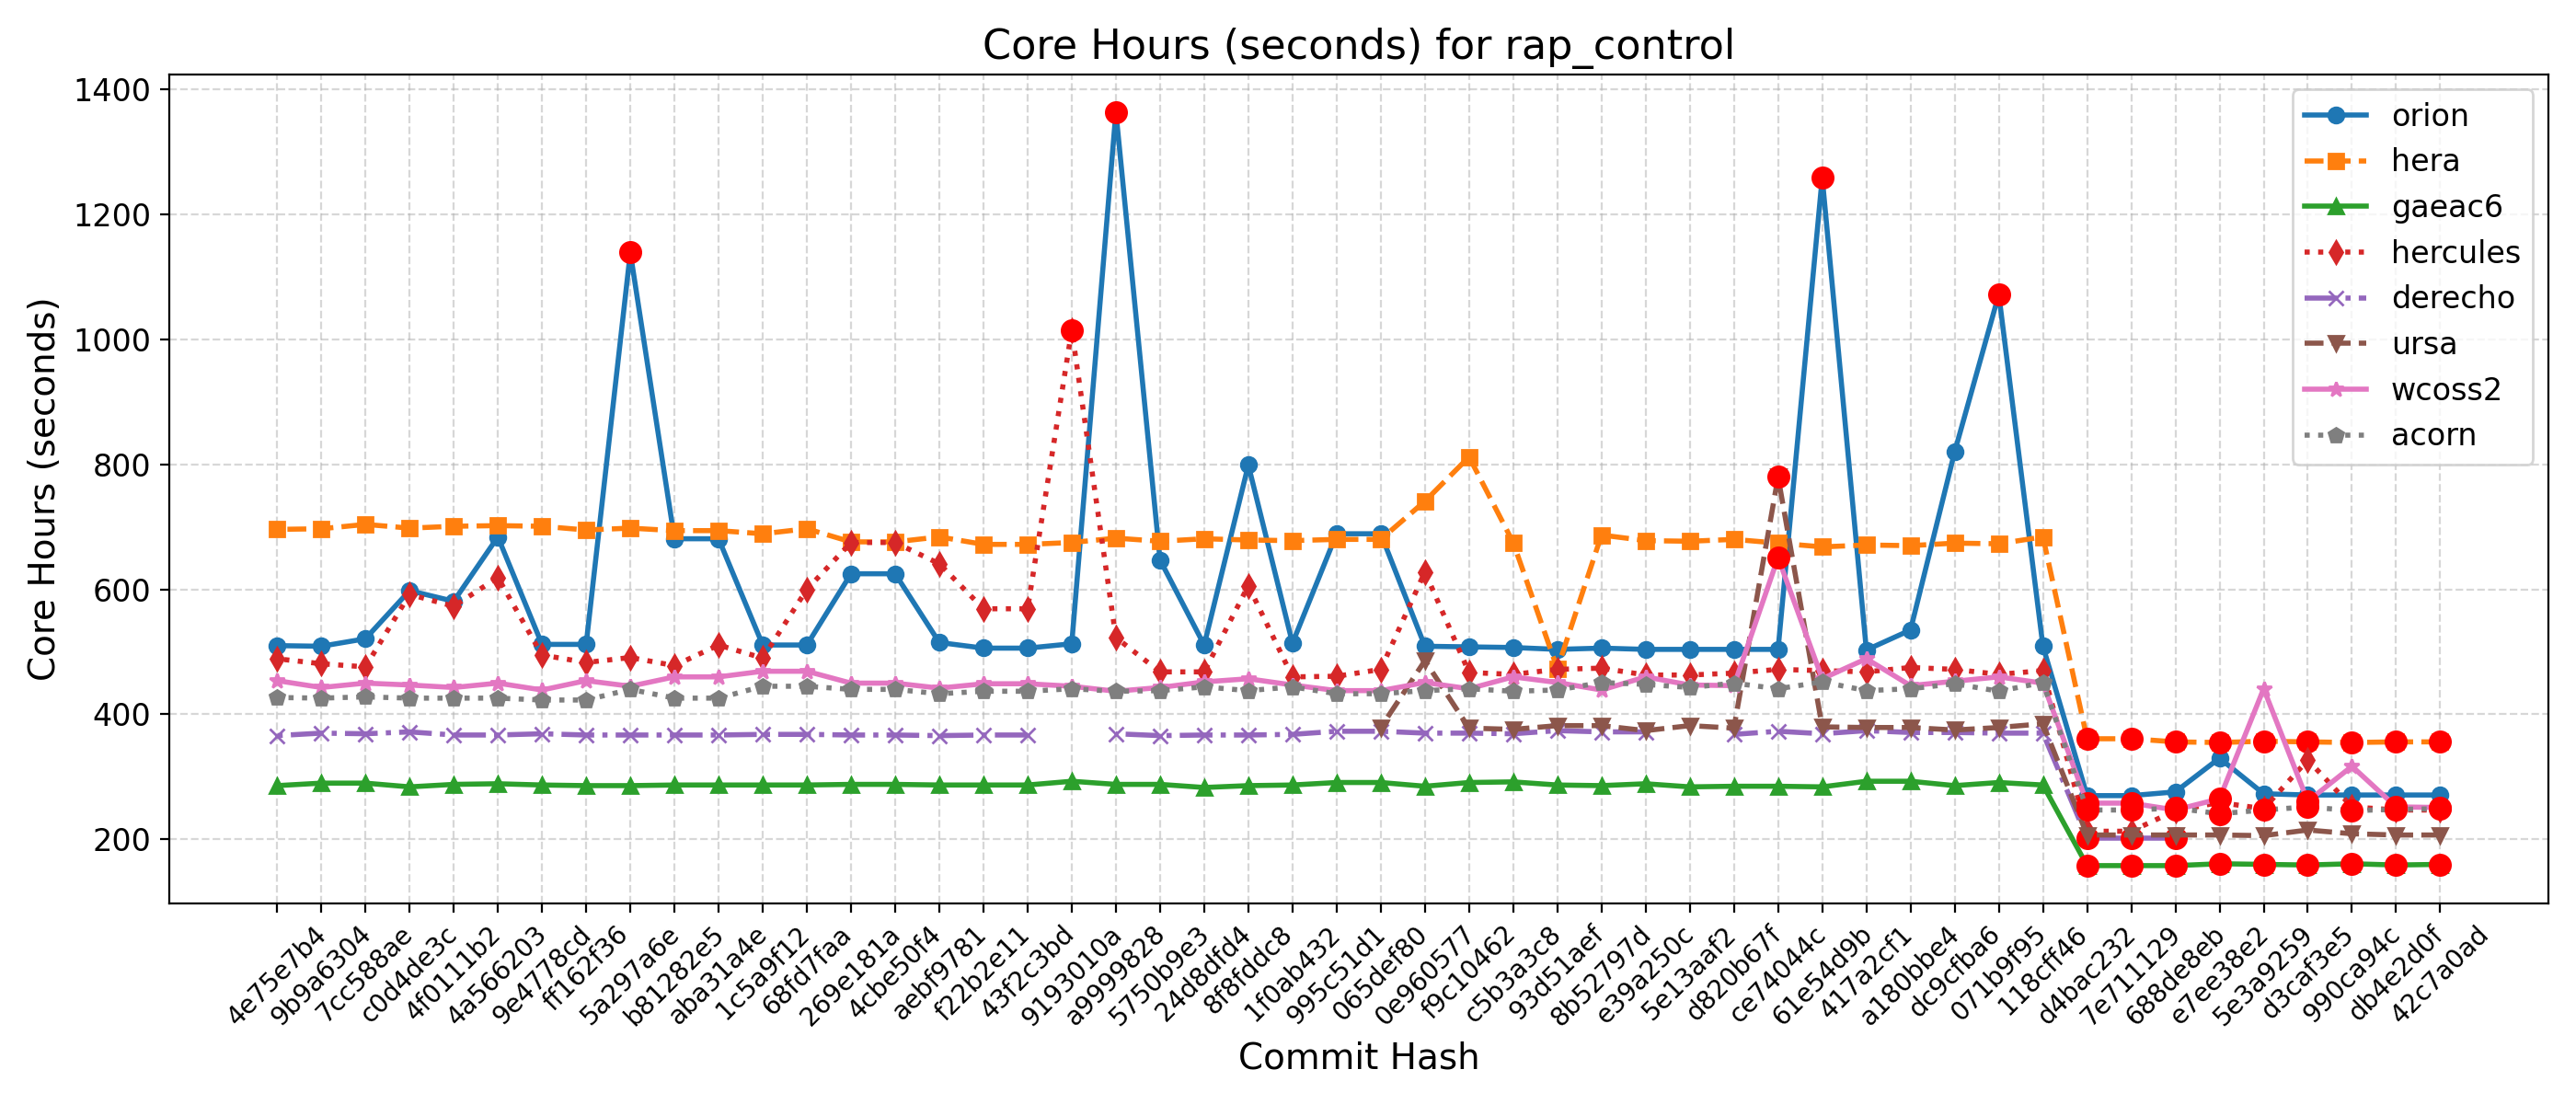 Core Hours (seconds) for rap_control
Core Hours (seconds)
1400
1200
1000
800
600
400
200
orion
hera
gaeac6
hercules
derecho
ursa
wcoss2
acorn
4e75e7b4
9b9a6304
7cc588ae
c0d4de3c
4f0111b2
4a566203
9e4778cd
ff162f36
5a297a6e
b81282e5
aba31a4e
1c5a9f12
68fd7faa
269e181a
4cbe50f4
aebf9781
f22b2e11
43f2c3bd
9193010a
a9999828
5750b9e3
24d8dfd4
8f8fddc8
1f0ab432
995c51d1
065def80
0e960577
f9c10462
c5b3a3c8
93d51aef
8b52797d
e39a250c
5e13aaf2
d820b67f
ce74044c
61e54d9b
417a2cf1
a180bbe4
dc9cfba6
071b9f95
118cff46
d4bac232
7e711129
688de8eb
e7ee38e2
5e3a9259
d3caf3e5
990ca94c
db4e2d0f
42c7a0ad
Commit Hash